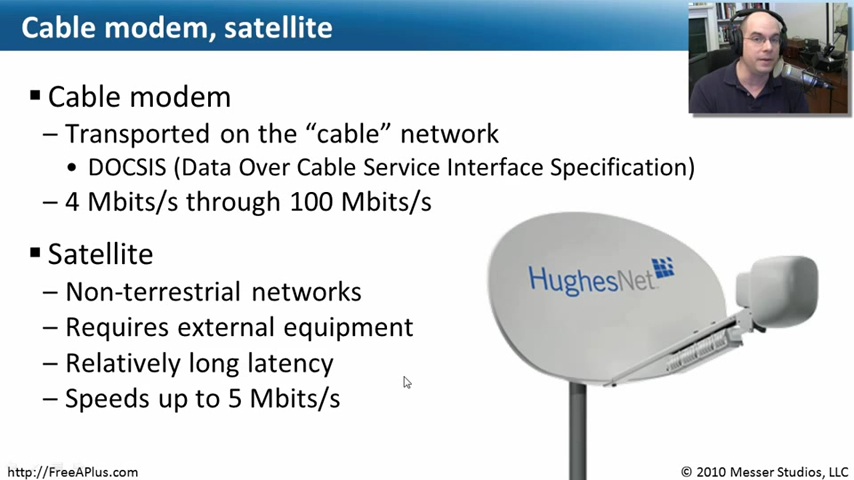 Cable modem, satellite
▪ Cable modem
– Transported on the “cable” network
• DOCSIS (Data Over Cable Service Interface Specification)
– 4 Mbits/s through 100 Mbits/s
▪ Satellite
– Non-terrestrial networks
– Requires external equipment
– Relatively long latency
– Speeds up to 5 Mbits/s
HughesNet
http://FreeAPlus.com
© 2010 Messer Studios, LLC